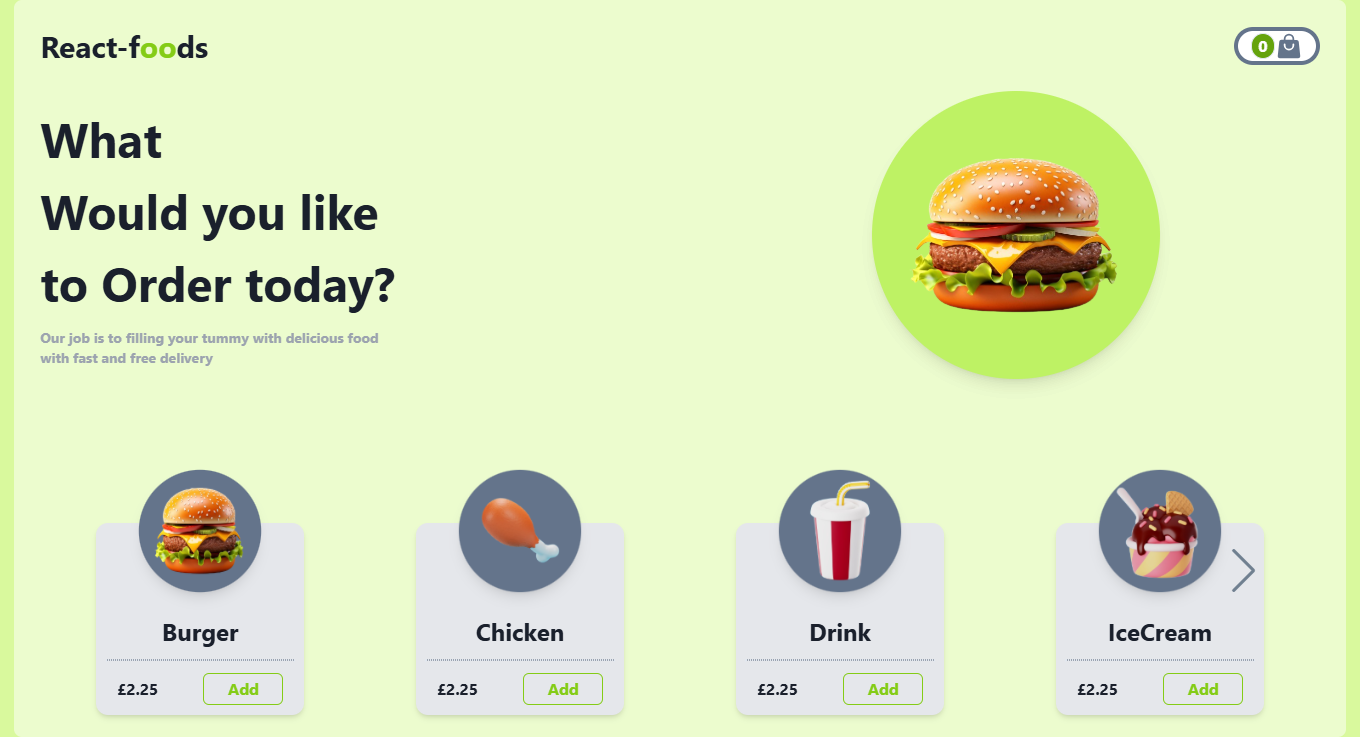 React-foods
0
What
Would you like
to Order today?
Our job is to filling your tummy with delicious food
with fast and free delivery
Burger
£2.25
Add
Chicken
£2.25
Add
Drink
£2.25
Add
IceCream
£2.25
Add